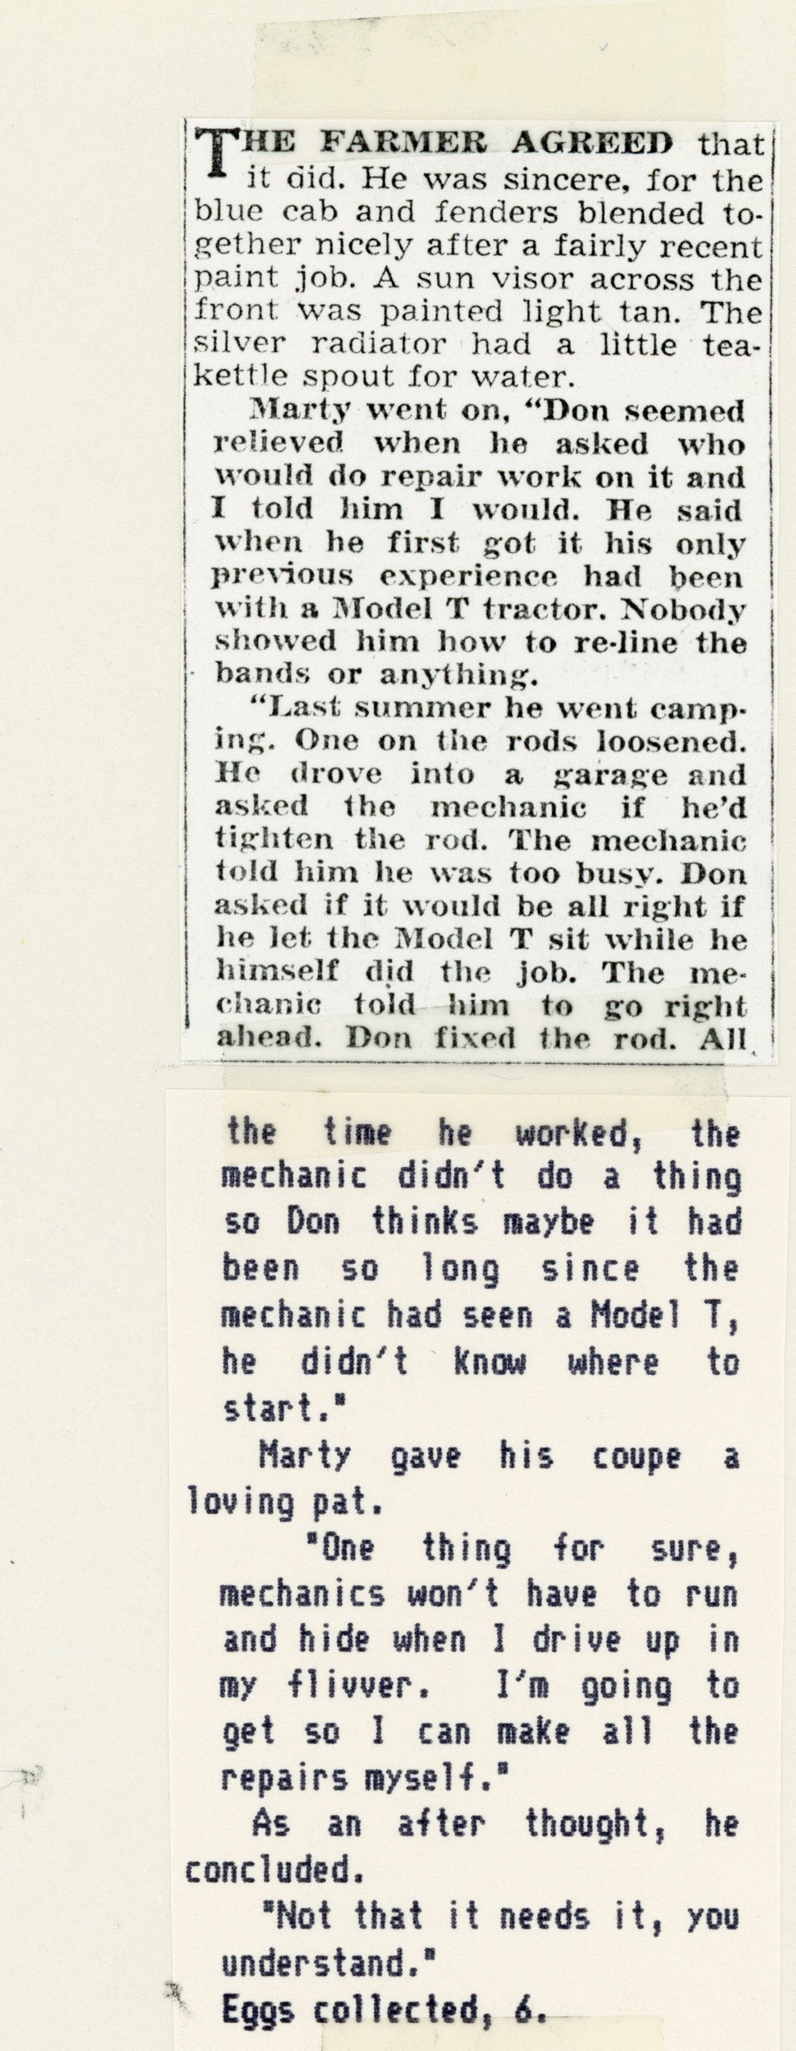 THE FARMER AGREED that
it did. He was sincere, for the
blue cab and fenders blended to-
gether nicely after a fairly recent
paint job. A sun visor across the
front was painted light tan. The
silver radiator had a little tea-
kettle spout for water.
Marty went on, “Don seemed
relieved when he asked who
would do repair work on it and
I told him I would. He said
when he first got it his only
previous experience had been
with a Model T tractor. Nobody
showed him how to re-line the
bands or anything.
“Last summer he went camp-
ing. One on the rods loosened.
He drove into a garage and
asked the mechanic if he'd
tighten the rod. The mechanic
told him he was too busy. Don
asked if it would be all right if
he let the Model T sit while he
himself did the job. The me-
chanic told him to go right
ahead. Don fixed the rod. All
the time he worked, the
mechanic didn't do a thing
so Don thinks maybe it had
been so long since the
mechanic had seen a Model T,
he didn't know where to
start."
Marty gave his coupe a
loving pat.
"One thing for sure,
mechanics won't have to run
and hide when I drive up in
my flivver. I'm going to
get so I can make all the
repairs myself."
As an after thought, he
concluded.
"Not that it needs it, you
understand."
Eggs collected, 6.